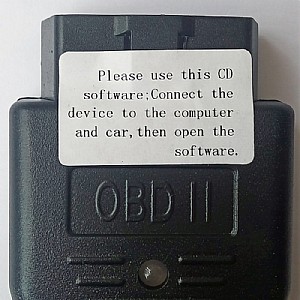 Please use this CD
software;Connect the
device to the computer
and car,then open the
software.
OBD II